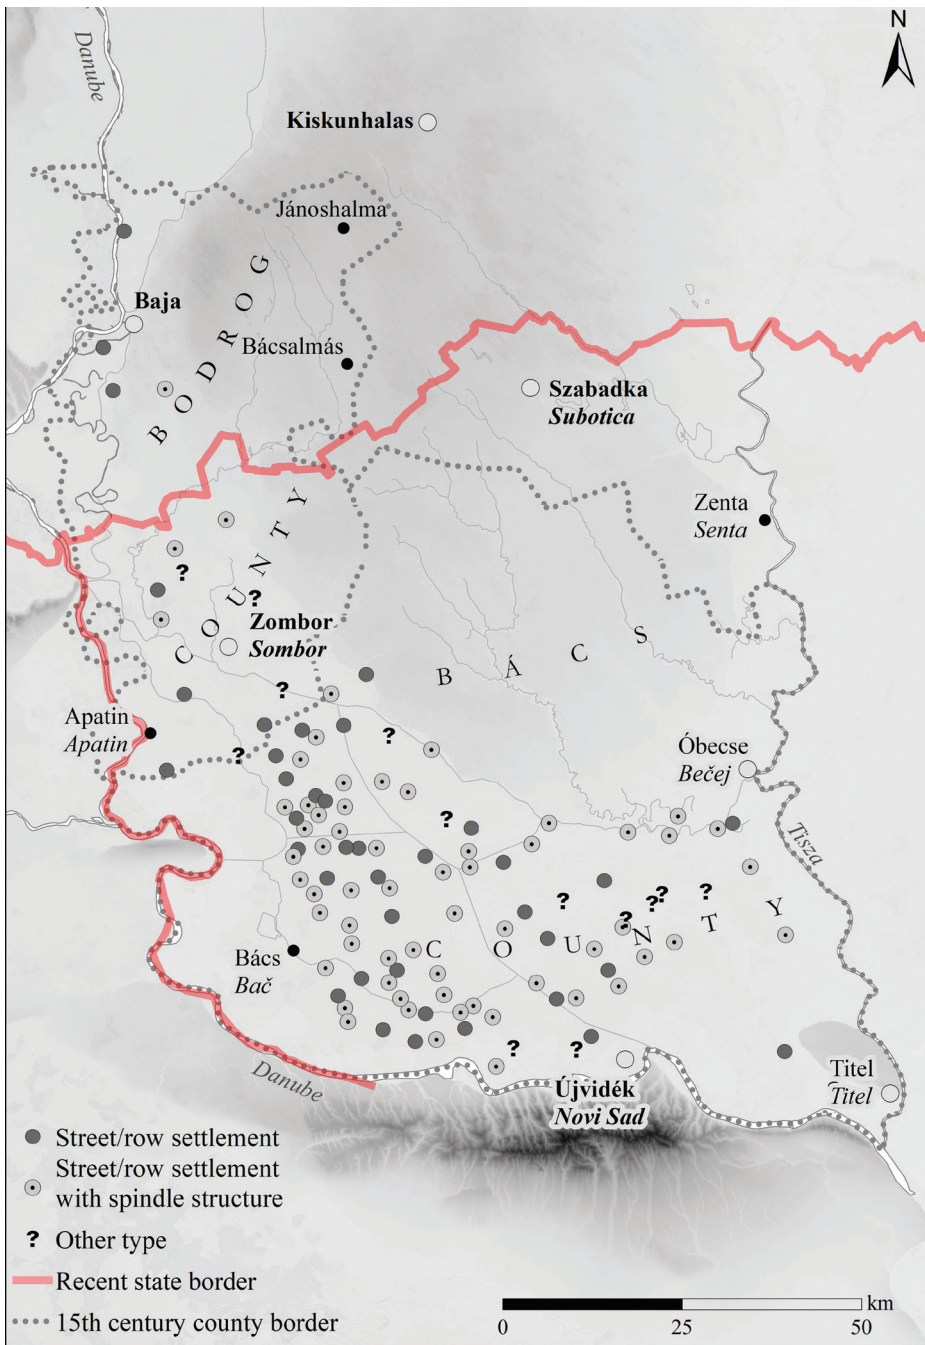 N
Danube
Kiskunhalas
Jánoshalma
Baja
Bácsalmás
BODROG
COUNTY
Szabadka
Subotica
Zenta
Senta
Zombor
Sombor
BÁCS
COUNTY
Apatin
Apatin
Óbecse
Bečej
Tisza
Bács
Bač
Danube
Újvidék
Novi Sad
Titel
Titel
? ? ? ? ? ? ? ? ? ? ? ? ?
Street/row settlement
Street/row settlement
with spindle structure
? Other type
Recent state border
15th century county border
km
0 25 50